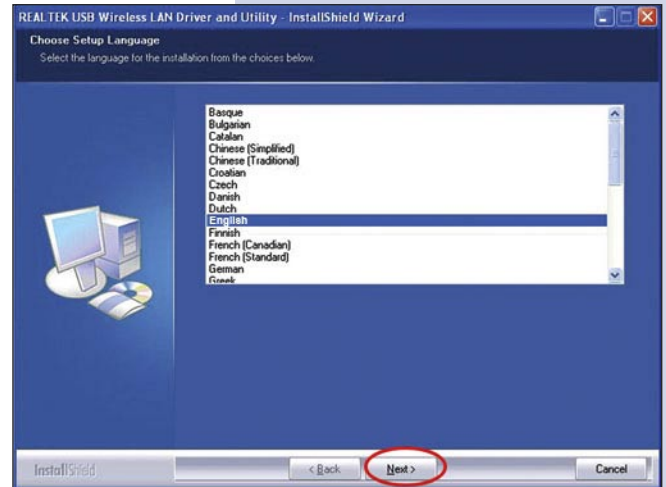 REALTEK USB Wireless LAN Driver and Utility - InstallShield Wizard
Choose Setup Language
Select the language for the installation from the choices below.
Basque
Bulgarian
Catalan
Chinese (Simplified)
Chinese (Traditional)
Croatian
Czech
Danish
Dutch
English
Finnish
French (Canadian)
French (Standard)
German
Greek
InstallShield
< Back
Next >
Cancel